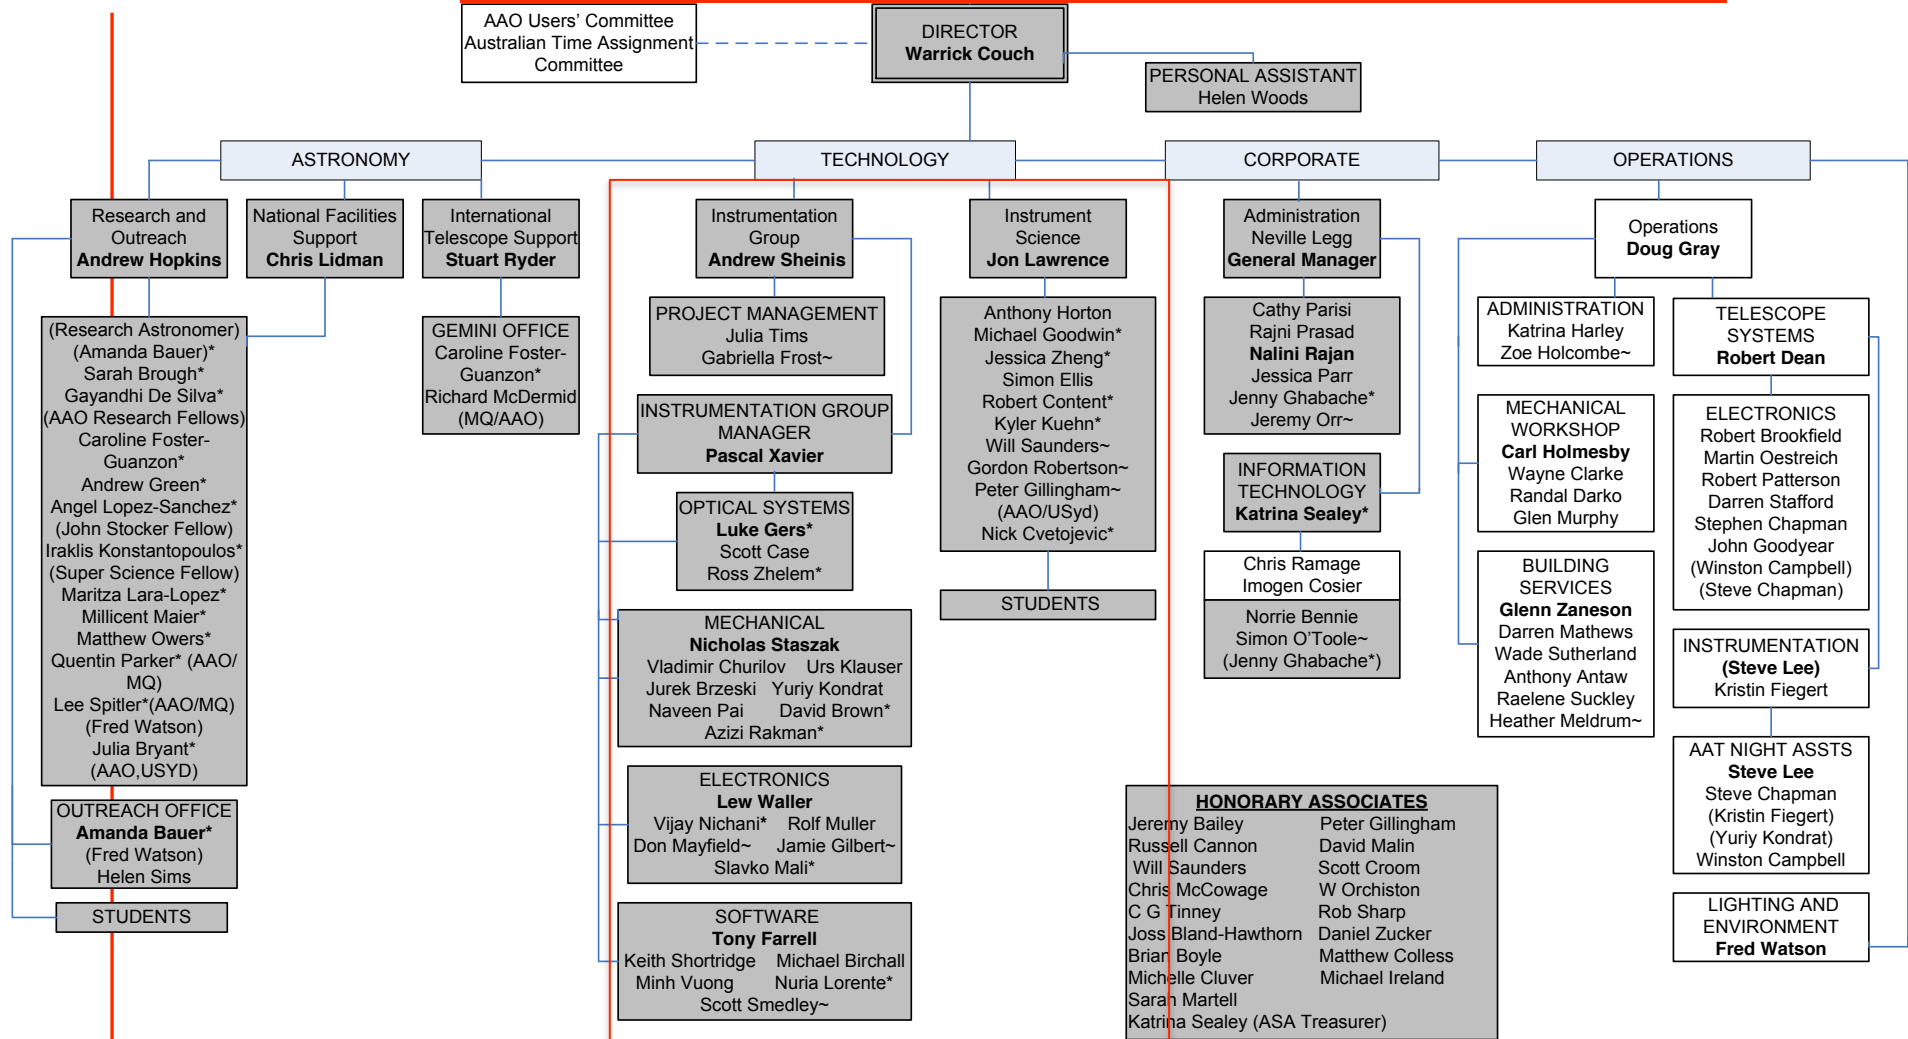 AAO Users' Committee
Australian Time Assignment
Committee
DIRECTOR
Warrick Couch
PERSONAL ASSISTANT
Helen Woods
ASTRONOMY
TECHNOLOGY
CORPORATE
OPERATIONS
Research and
Outreach
Andrew Hopkins
National Facilities
Support
Chris Lidman
International
Telescope Support
Stuart Ryder
(Research Astronomer)
(Amanda Bauer)*
Sarah Brough*
Gayandhi De Silva*
(AAO Research Fellows)
Caroline Foster-
Guanzon*
Andrew Green*
Angel Lopez-Sanchez*
(John Stocker Fellow)
Iraklis Konstantopoulos*
(Super Science Fellow)
Maritza Lara-Lopez*
Millicent Maier*
Matthew Owers*
Quentin Parker* (AAO/
MQ)
Lee Spitler*(AAO/MQ)
(Fred Watson)
Julia Bryant*
(AAO,USYD)
OUTREACH OFFICE
Amanda Bauer*
(Fred Watson)
Helen Sims
STUDENTS
GEMINI OFFICE
Caroline Foster-
Guanzon*
Richard McDermid
(MQ/AAO)
Instrumentation
Group
Andrew Sheinis
PROJECT MANAGEMENT
Julia Tims
Gabriella Frost~
INSTRUMENTATION GROUP
MANAGER
Pascal Xavier
OPTICAL SYSTEMS
Luke Gers*
Scott Case
Ross Zhelem*
MECHANICAL
Nicholas Staszak
Vladimir Churilov Urs Klauser
Jurek Brzeski Yuriy Kondrat
Naveen Pai David Brown*
Azizi Rakman*
ELECTRONICS
Lew Waller
Vijay Nichani* Rolf Muller
Don Mayfield~ Jamie Gilbert~
Slavko Mali*
SOFTWARE
Tony Farrell
Keith Shortridge Michael Birchall
Minh Vuong Nuria Lorente*
Scott Smedley~
Instrument
Science
Jon Lawrence
Anthony Horton
Michael Goodwin*
Jessica Zheng*
Simon Ellis
Robert Content*
Kyler Kuehn*
Will Saunders~
Gordon Robertson~
Peter Gillingham~
(AAO/USyd)
Nick Cvetojevic*
STUDENTS
Administration
Neville Legg
General Manager
Cathy Parisi
Rajni Prasad
Nalini Rajan
Jessica Parr
Jenny Ghabache*
Jeremy Orr~
INFORMATION
TECHNOLOGY
Katrina Sealey*
Chris Ramage
Imogen Cosier
Norrie Bennie
Simon O'Toole~
(Jenny Ghabache*)
HONORARY ASSOCIATES
Jeremy Bailey Peter Gillingham
Russell Cannon David Malin
Will Saunders Scott Croom
Chris McCowage W Orchiston
C G Tinney Rob Sharp
Joss Bland-Hawthorn Daniel Zucker
Brian Boyle Matthew Colless
Michelle Cluver Michael Ireland
Sarah Martell
Katrina Sealey (ASA Treasurer)
Operations
Doug Gray
ADMINISTRATION
Katrina Harley
Zoe Holcombe~
MECHANICAL
WORKSHOP
Carl Holmesby
Wayne Clarke
Randal Darko
Glen Murphy
BUILDING
SERVICES
Glenn Zaneson
Darren Mathews
Wade Sutherland
Anthony Antaw
Raelene Suckley
Heather Meldrum~
TELESCOPE
SYSTEMS
Robert Dean
ELECTRONICS
Robert Brookfield
Martin Oestreich
Robert Patterson
Darren Stafford
Stephen Chapman
John Goodyear
(Winston Campbell)
(Steve Chapman)
INSTRUMENTATION
(Steve Lee)
Kristin Fiegert
AAT NIGHT ASSTS
Steve Lee
Steve Chapman
(Kristin Fiegert)
(Yuriy Kondrat)
Winston Campbell
LIGHTING AND
ENVIRONMENT
Fred Watson